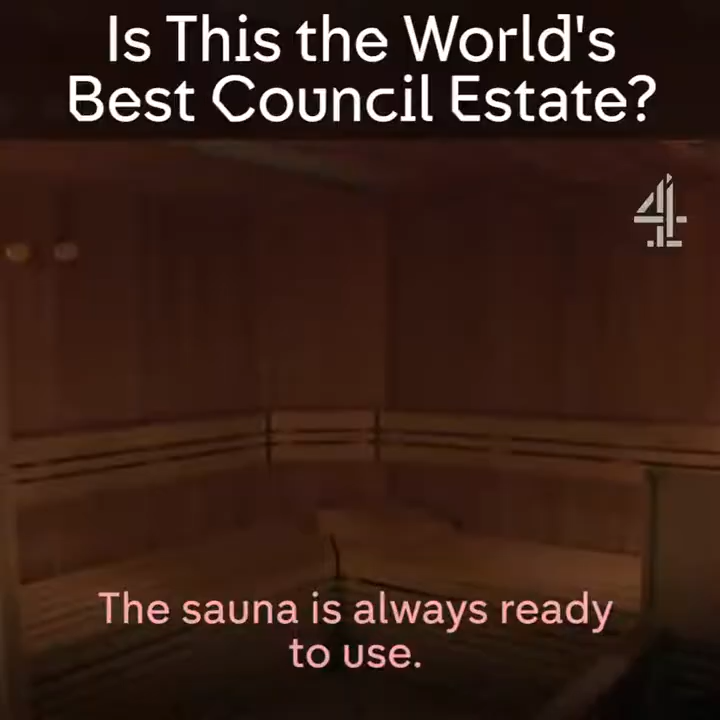 Is This the World's
Best Council Estate?
4
The sauna is always ready
to use.